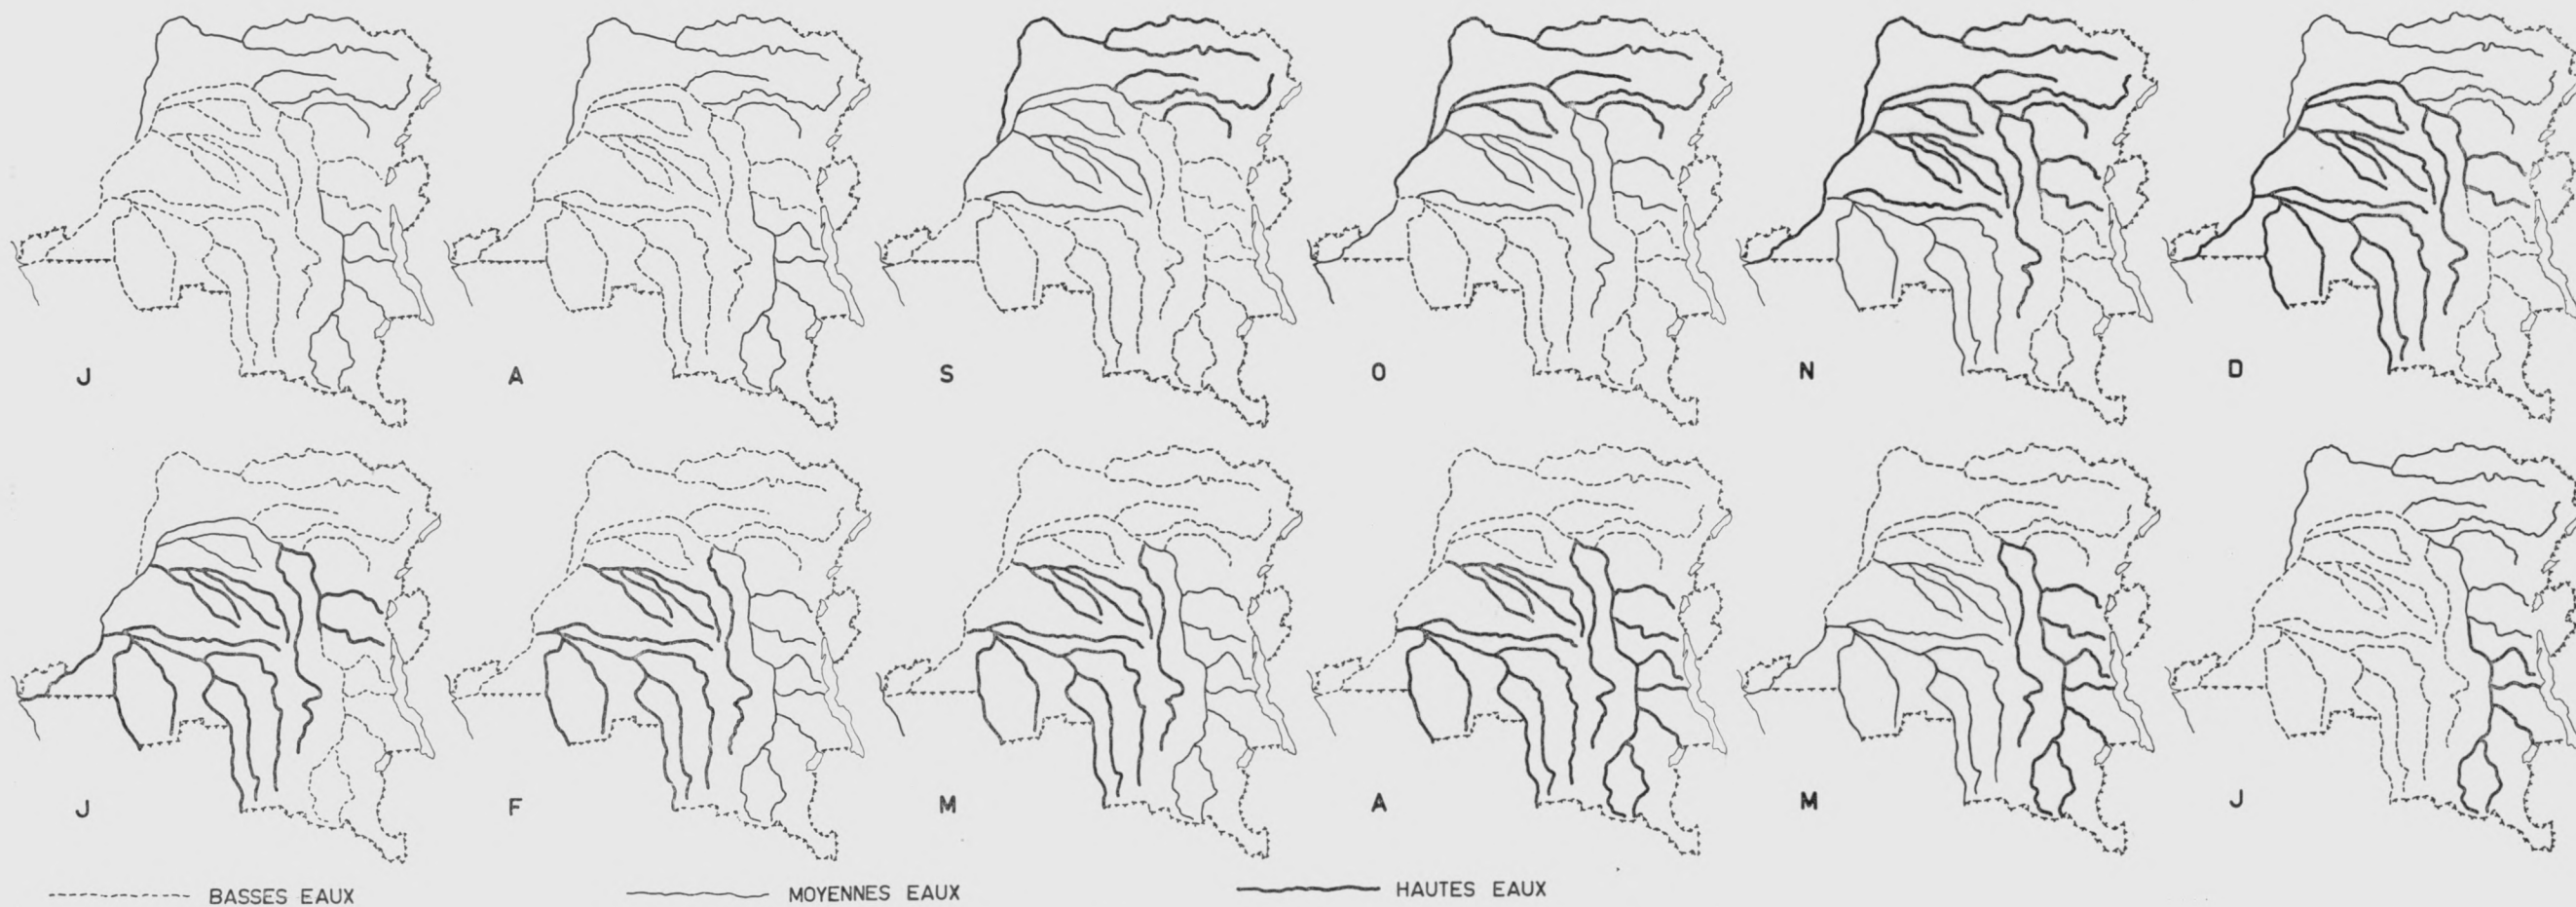 J A S O N D
J F M A M J
BASSES EAUX MOYENNES EAUX HAUTES EAUX